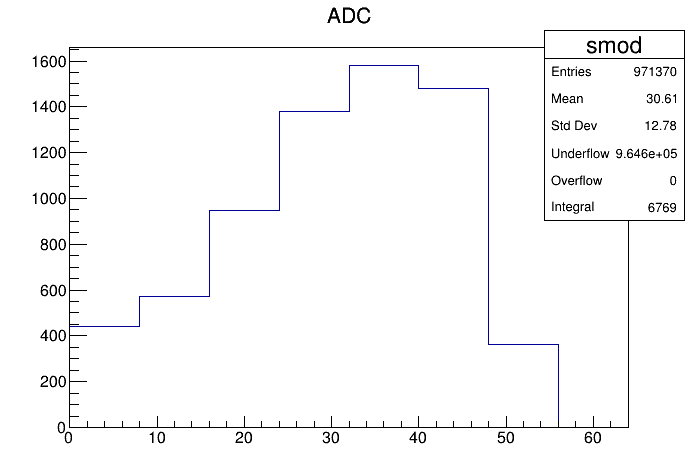 ADC
smod
Entries 971370
Mean 30.61
Std Dev 12.78
Underflow 9.646e+05
Overflow 0
Integral 6769
1600
1400
1200
1000
800
600
400
200
0
0 10 20 30 40 50 60